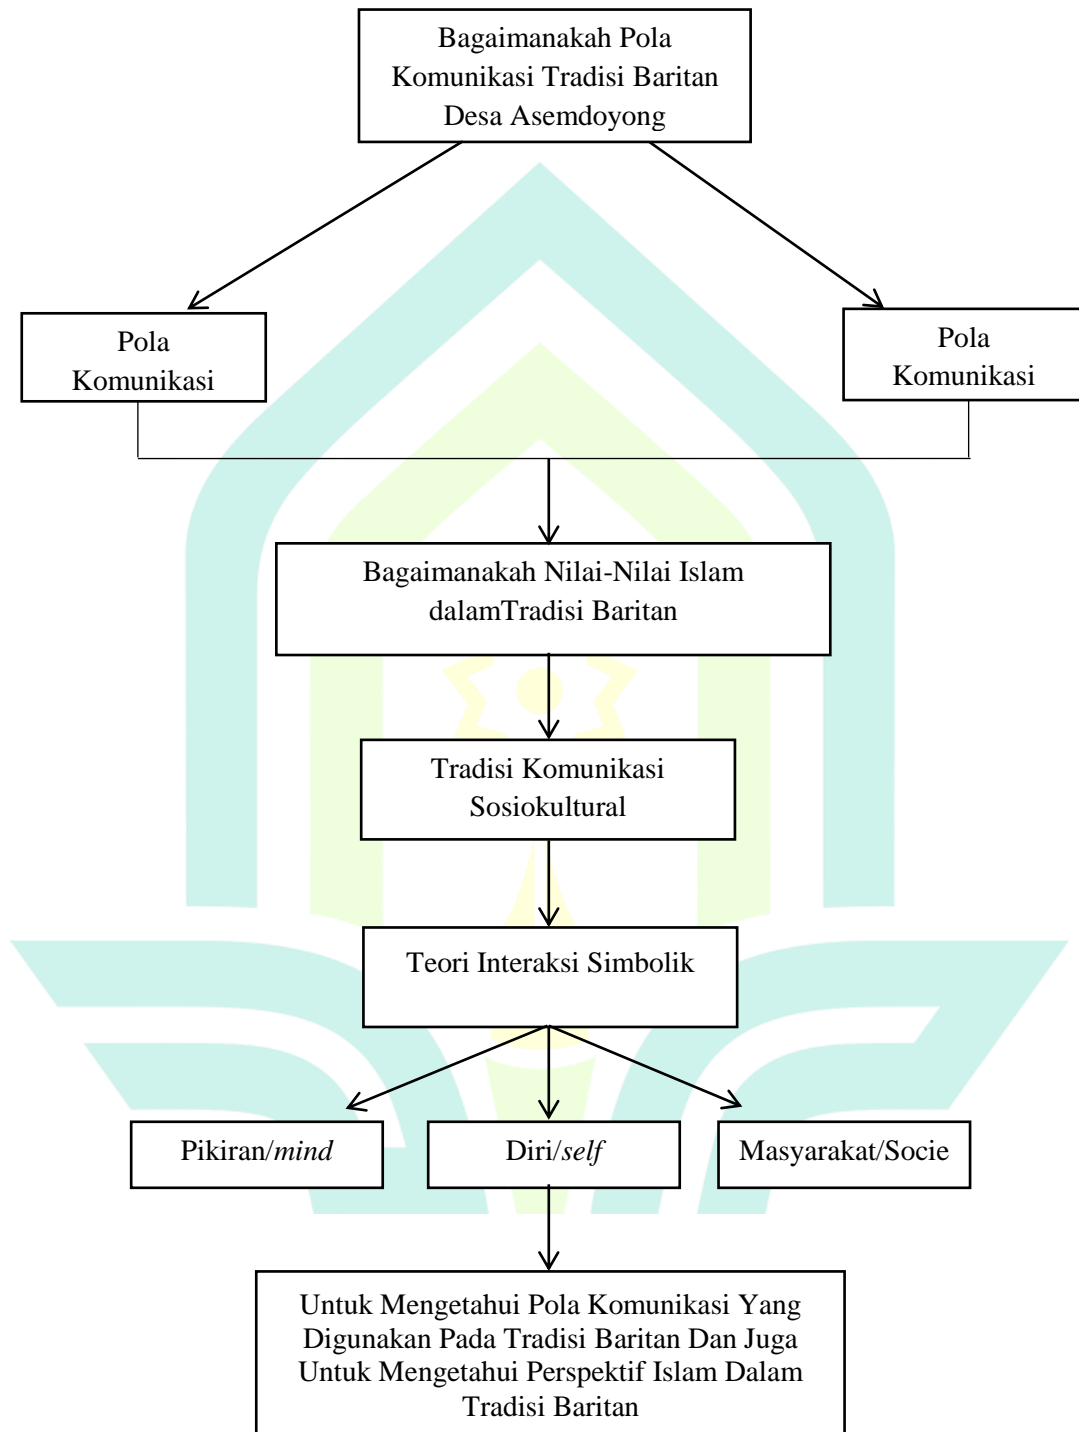 Bagaimanakah Pola
Komunikasi Tradisi Baritan
Desa Asemdoyong
Pola
Komunikasi
Pola
Komunikasi
Bagaimanakah Nilai-Nilai Islam
dalamTradisi Baritan
Tradisi Komunikasi
Sosiokultural
Teori Interaksi Simbolik
Pikiran/mind
Diri/self
Masyarakat/Socie
Untuk Mengetahui Pola Komunikasi Yang
Digunakan Pada Tradisi Baritan Dan Juga
Untuk Mengetahui Perspektif Islam Dalam
Tradisi Baritan